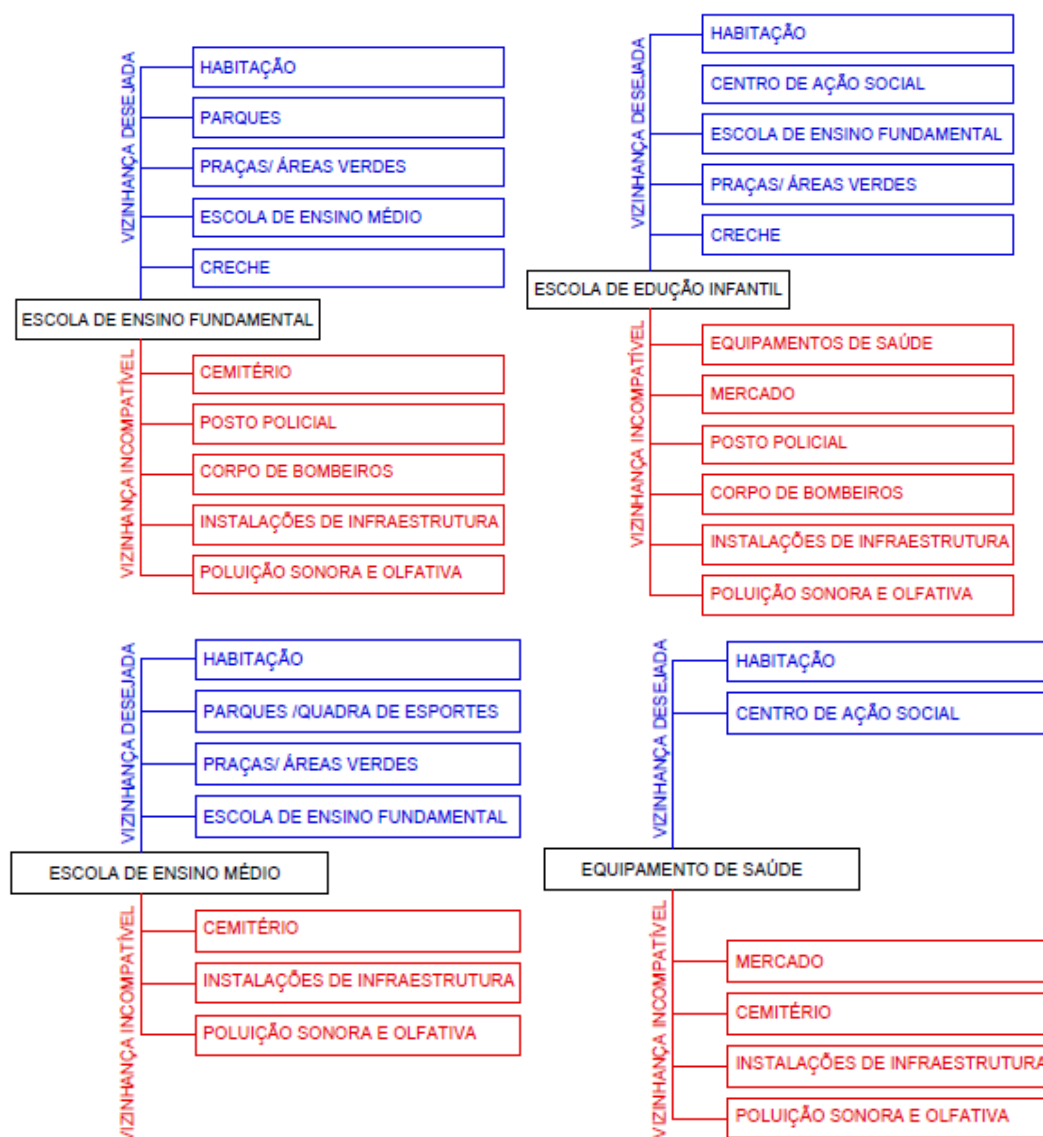 VIZINHANÇA DESEJADA
HABITAÇÃO
PARQUES
PRAÇAS/ ÁREAS VERDES
ESCOLA DE ENSINO MÉDIO
CRECHE
ESCOLA DE ENSINO FUNDAMENTAL
VIZINHANÇA INCOMPATÍVEL
CEMITÉRIO
POSTO POLICIAL
CORPO DE BOMBEIROS
INSTALAÇÕES DE INFRAESTRUTURA
POLUIÇÃO SONORA E OLFATIVA
VIZINHANÇA DESEJADA
HABITAÇÃO
CENTRO DE AÇÃO SOCIAL
ESCOLA DE ENSINO FUNDAMENTAL
PRAÇAS/ ÁREAS VERDES
CRECHE
ESCOLA DE EDUÇÃO INFANTIL
VIZINHANÇA INCOMPATÍVEL
EQUIPAMENTOS DE SAÚDE
MERCADO
POSTO POLICIAL
CORPO DE BOMBEIROS
INSTALAÇÕES DE INFRAESTRUTURA
POLUIÇÃO SONORA E OLFATIVA
VIZINHANÇA DESEJADA
HABITAÇÃO
PARQUES /QUADRA DE ESPORTES
PRAÇAS/ ÁREAS VERDES
ESCOLA DE ENSINO FUNDAMENTAL
ESCOLA DE ENSINO MÉDIO
VIZINHANÇA INCOMPATÍVEL
CEMITÉRIO
INSTALAÇÕES DE INFRAESTRUTURA
POLUIÇÃO SONORA E OLFATIVA
VIZINHANÇA DESEJADA
HABITAÇÃO
CENTRO DE AÇÃO SOCIAL
EQUIPAMENTO DE SAÚDE
VIZINHANÇA INCOMPATÍVEL
MERCADO
CEMITÉRIO
INSTALAÇÕES DE INFRAESTRUTURA
POLUIÇÃO SONORA E OLFATIVA